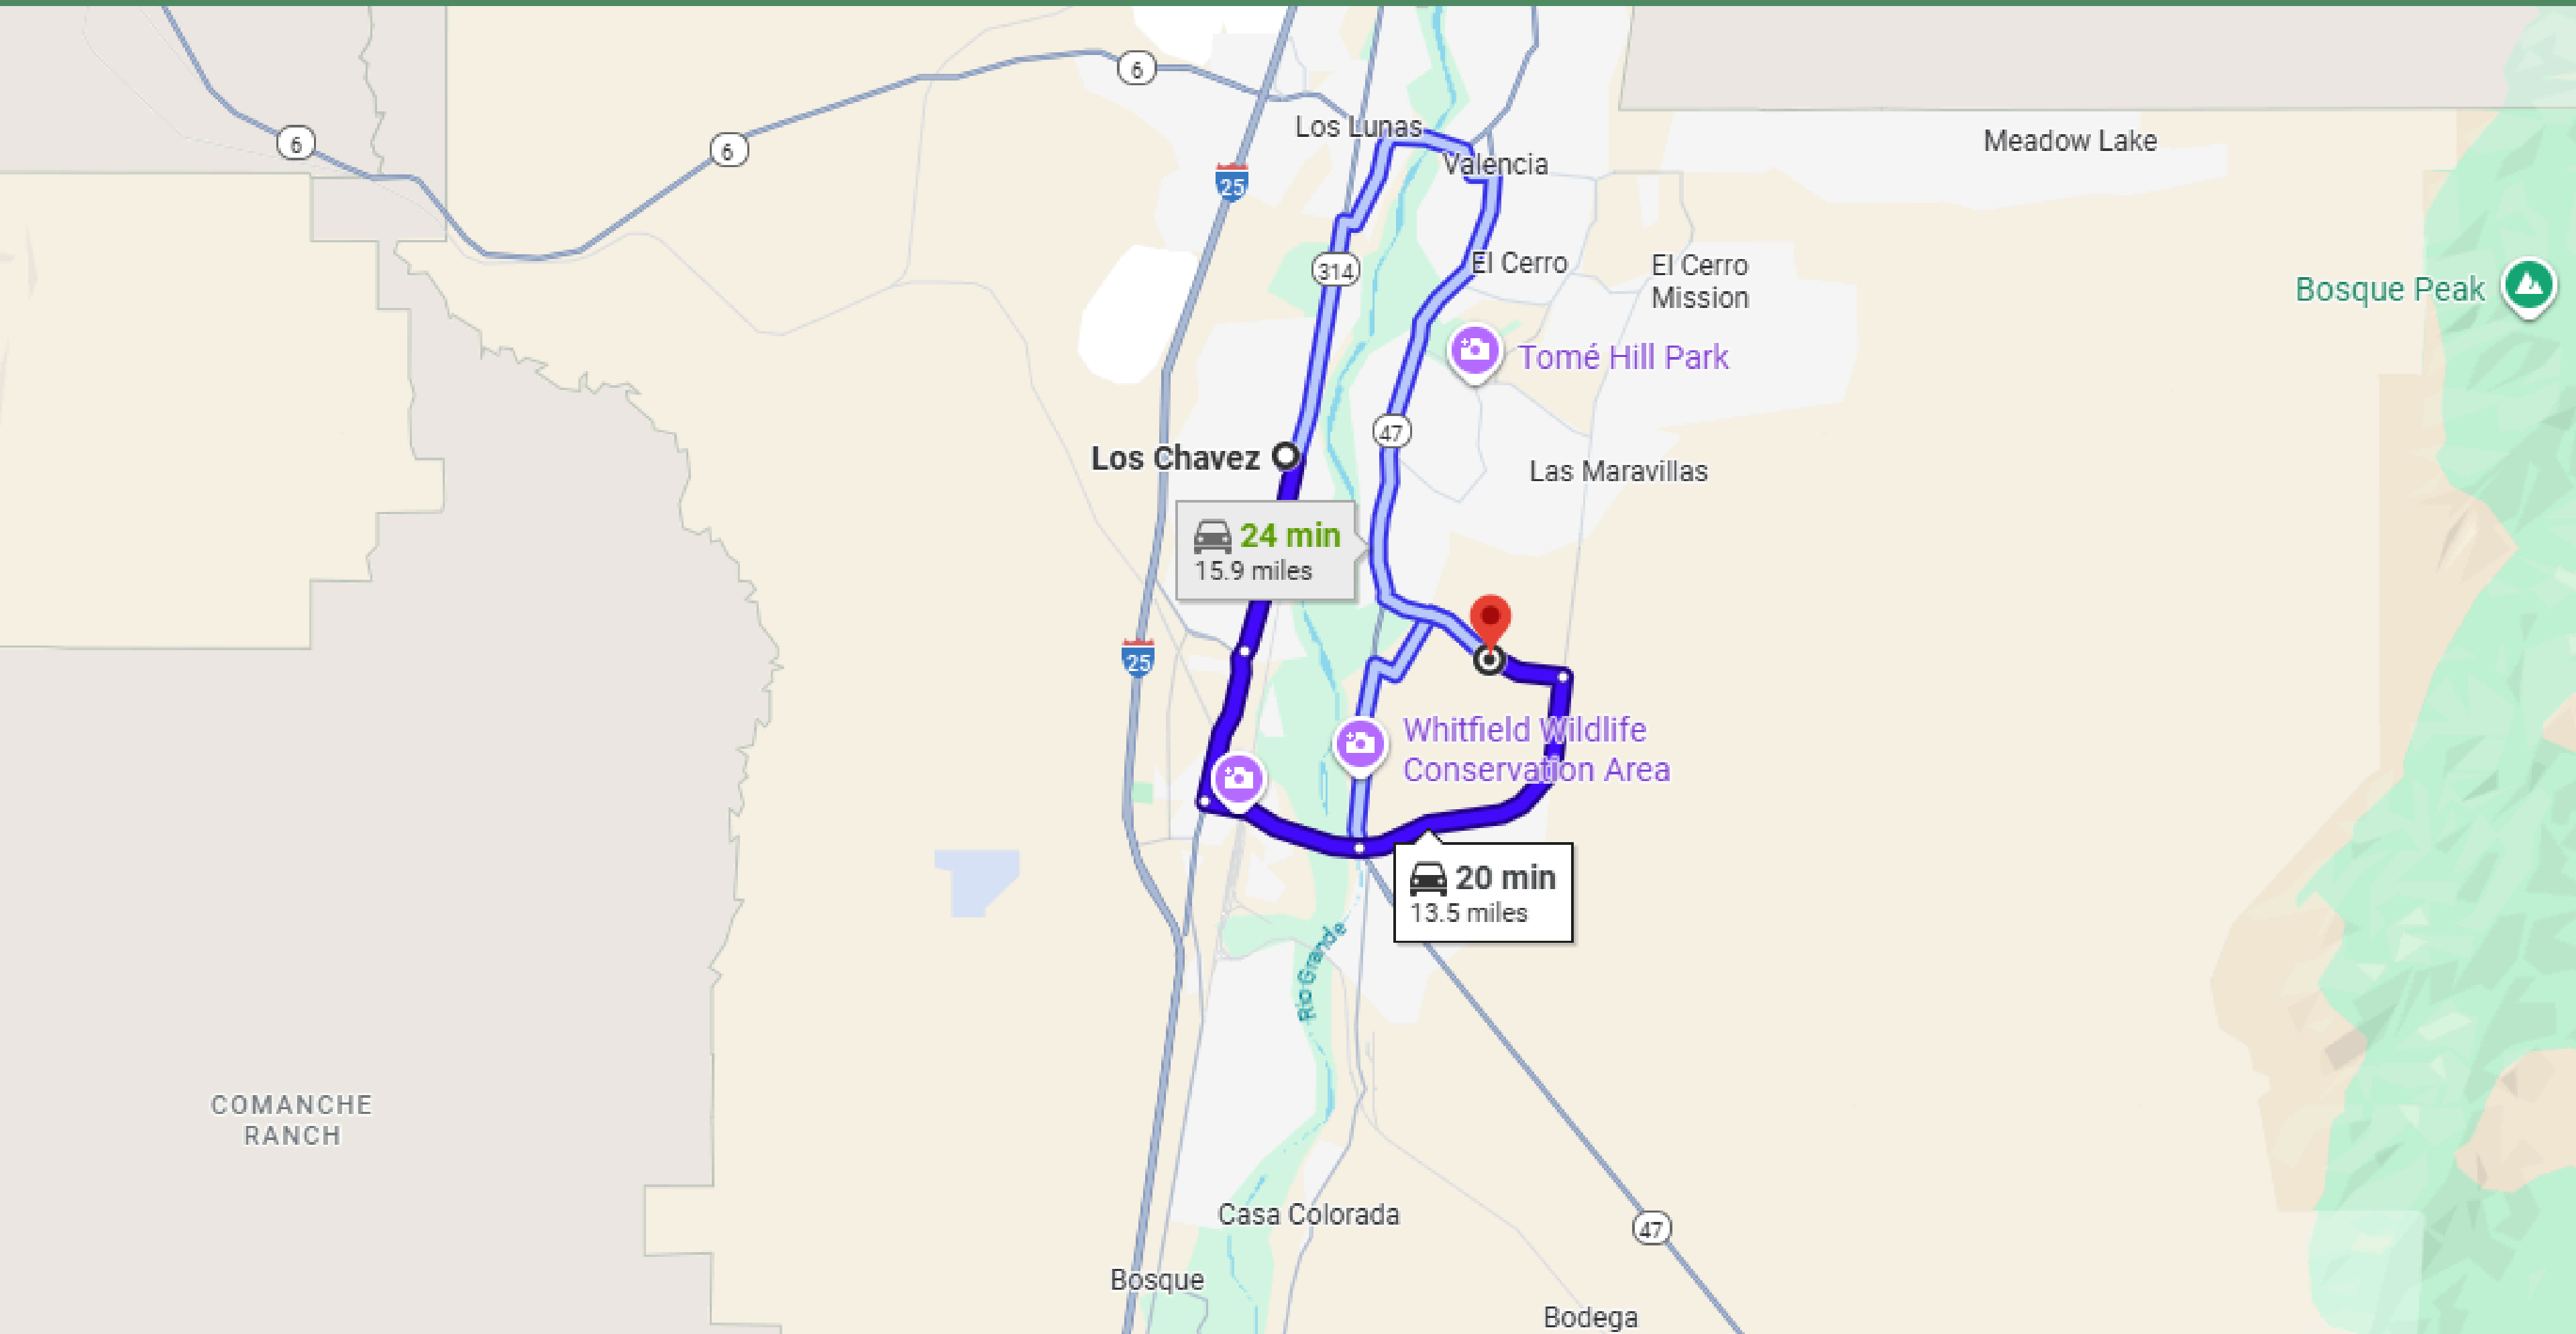 6
6
6
Los Lunas
Valencia
Meadow Lake
25
314
El Cerro
El Cerro
Mission
Bosque Peak
Tomé Hill Park
47
Los Chavez
Las Maravillas
24 min
15.9 miles
25
Whitfield Wildlife
Conservation Area
20 min
13.5 miles
Rio Grande
COMANCHE
RANCH
Casa Colorada
47
Bosque
Bodega